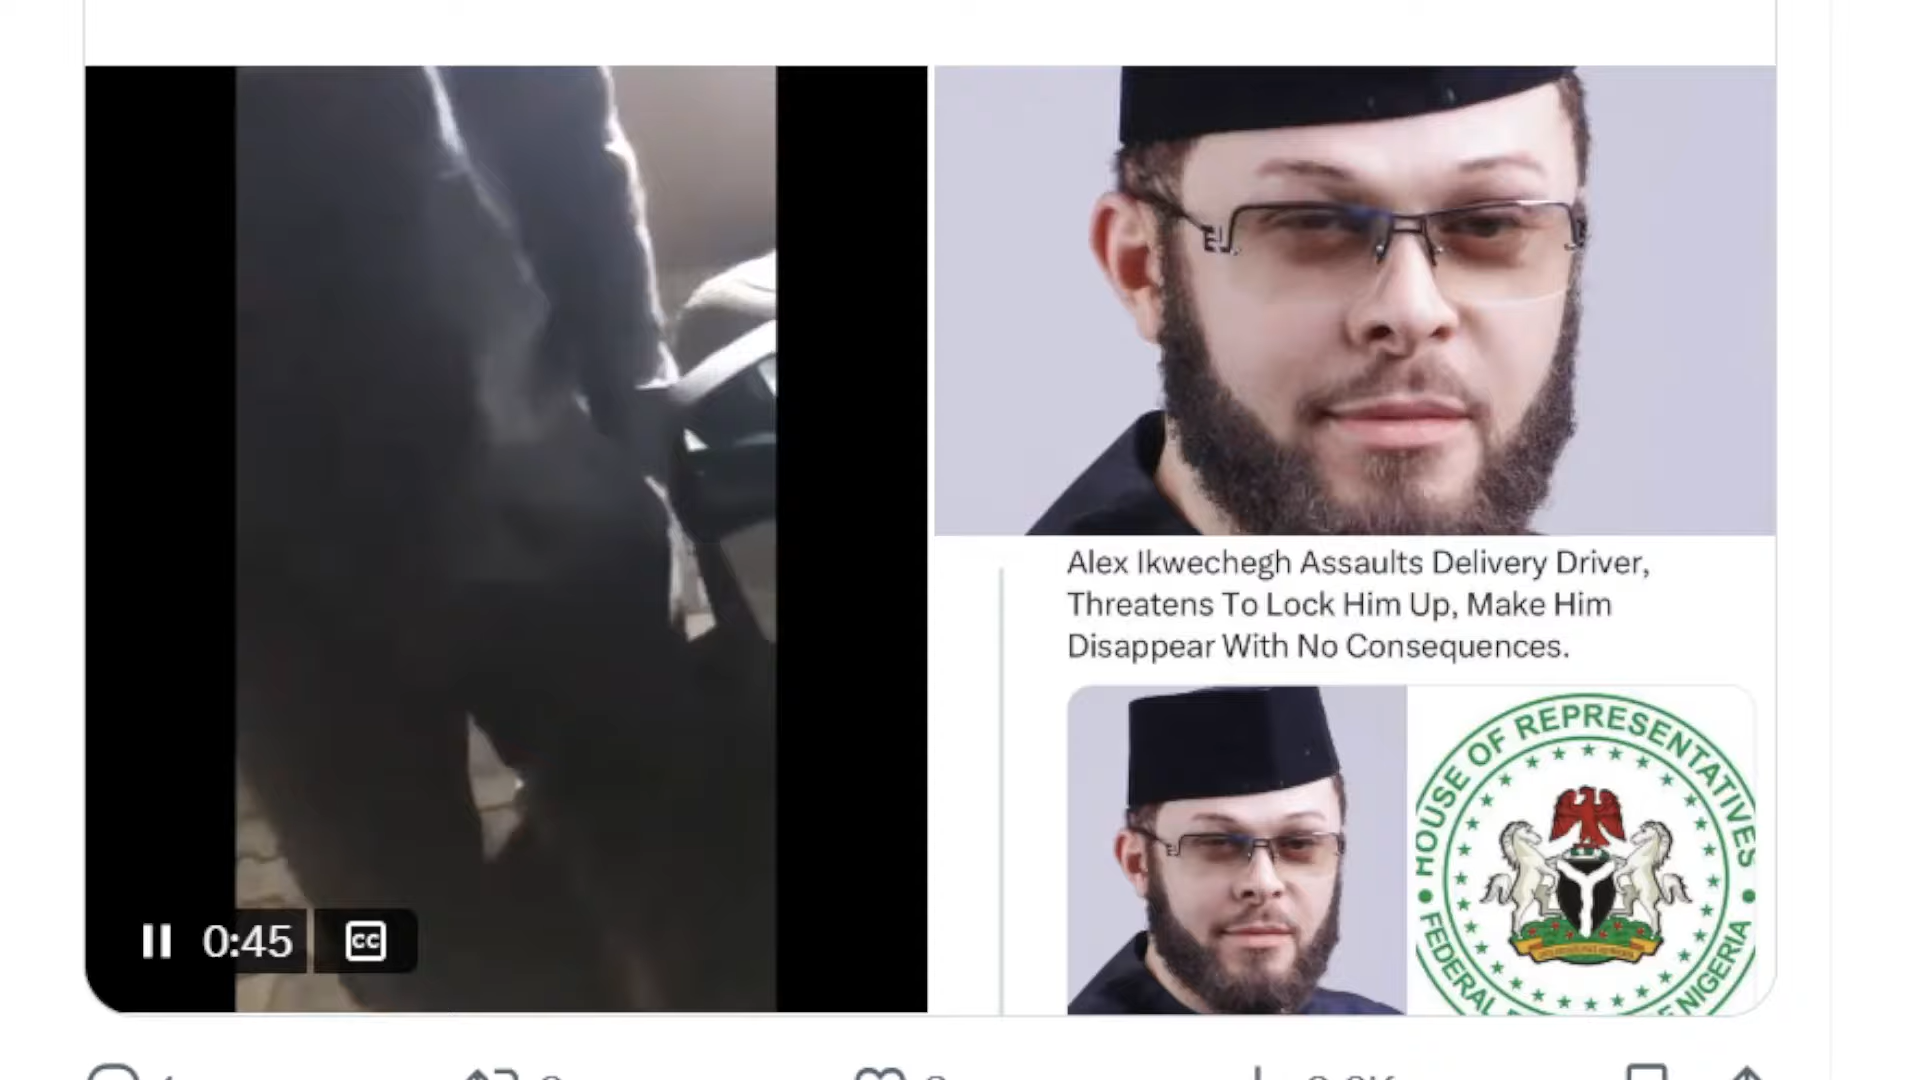 Alex Ikwechegh Assaults Delivery Driver,
Threatens To Lock Him Up, Make Him
Disappear With No Consequences.
HOUSE OF REPRESENTATIVES
FEDERAL
NIGERIA
0:45
CC